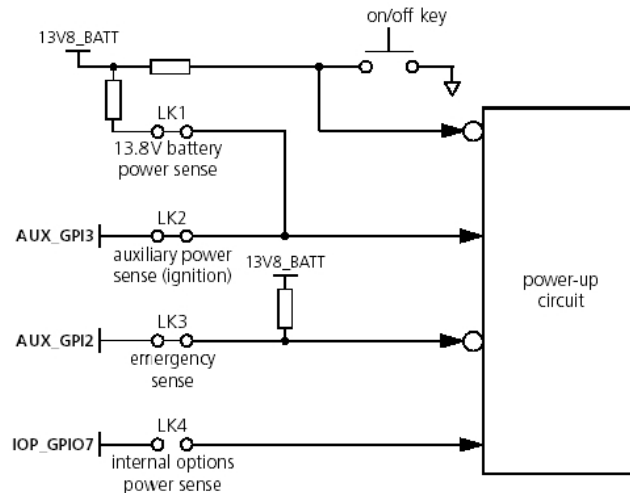 on/off key
13V8_BATT
LK1
13.8V battery
power sense
LK2
AUX_GPI3
auxiliary power
sense (ignition)
13V8_BATT
power-up
circuit
LK3
AUX_GPI2
emergency
sense
LK4
IOP_GPIO7
internal options
power sense